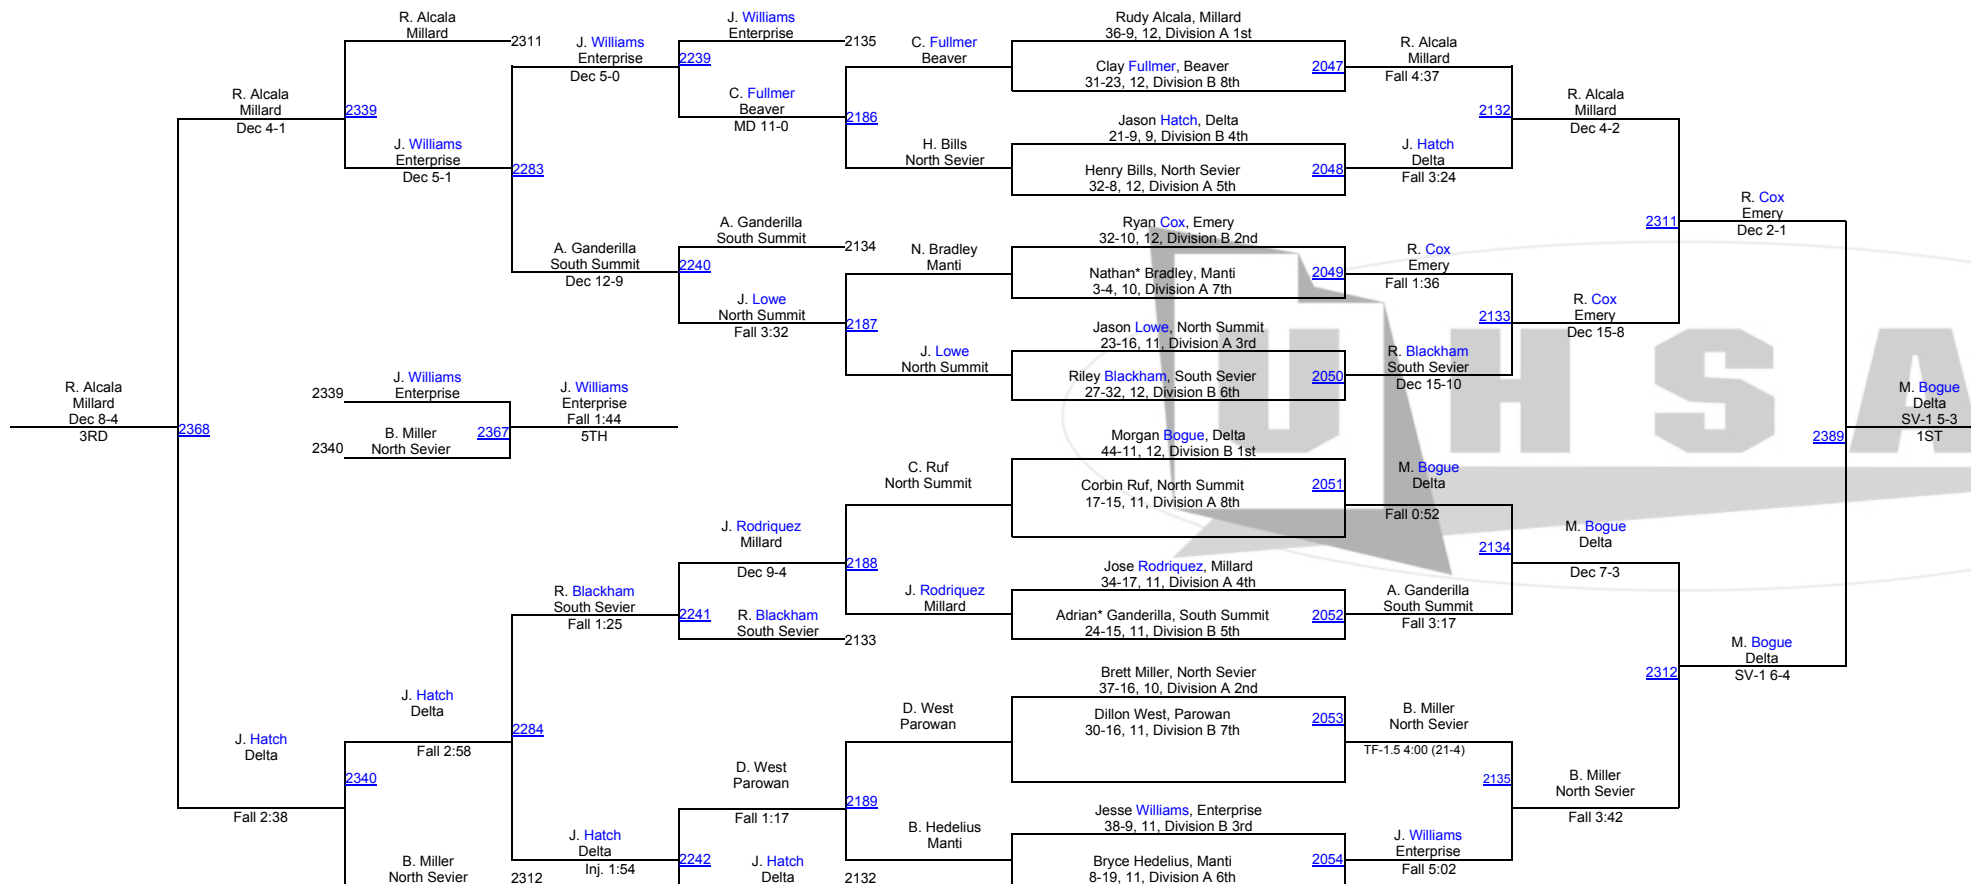 R. Alcala
Millard
2311
J. Williams
Enterprise
Dec 5-0
J. Williams
Enterprise
2135
2239
C. Fullmer
Beaver
MD 11-0
C. Fullmer
Beaver
2186
H. Bills
North Sevier
R. Alcala
Millard
Dec 4-1
2339
J. Williams
Enterprise
Dec 5-1
2283
A. Ganderilla
South Summit
Dec 12-9
A. Ganderilla
South Summit
2134
2240
J. Lowe
North Summit
Fall 3:32
N. Bradley
Manti
2187
J. Lowe
North Summit
R. Alcala
Millard
Dec 8-4
3RD
2368
2339
J. Williams
Enterprise
2340
B. Miller
North Sevier
2367
J. Williams
Enterprise
Fall 1:44
5TH
C. Ruf
North Summit
J. Rodriquez
Millard
Dec 9-4
2188
J. Rodriquez
Millard
R. Blackham
South Sevier
Fall 1:25
2241
R. Blackham
South Sevier
2133
J. Hatch
Delta
Fall 2:58
2284
J. Hatch
Delta
Fall 2:38
2340
B. Miller
North Sevier
2312
J. Hatch
Delta
Inj. 1:54
2242
D. West
Parowan
Fall 1:17
J. Hatch
Delta
2132
D. West
Parowan
2189
B. Hedelius
Manti
Rudy Alcala, Millard
36-9, 12, Division A 1st
Clay Fullmer, Beaver
31-23, 12, Division B 8th
2047
Jason Hatch, Delta
21-9, 9, Division B 4th
Henry Bills, North Sevier
32-8, 12, Division A 5th
2048
Ryan Cox, Emery
32-10, 12, Division B 2nd
Nathan* Bradley, Manti
3-4, 10, Division A 7th
2049
Jason Lowe, North Summit
23-16, 11, Division A 3rd
Riley Blackham, South Sevier
27-32, 12, Division B 6th
2050
Morgan Bogue, Delta
44-11, 12, Division B 1st
Corbin Ruf, North Summit
17-15, 11, Division A 8th
2051
Jose Rodriquez, Millard
34-17, 11, Division A 4th
Adrian* Ganderilla, South Summit
24-15, 11, Division B 5th
2052
Brett Miller, North Sevier
37-16, 10, Division A 2nd
Dillon West, Parowan
30-16, 11, Division B 7th
2053
Jesse Williams, Enterprise
38-9, 11, Division B 3rd
Bryce Hedelius, Manti
8-19, 11, Division A 6th
2054
R. Alcala
Millard
Fall 4:37
2132
J. Hatch
Delta
Fall 3:24
R. Alcala
Millard
Dec 4-2
R. Cox
Emery
Fall 1:36
2133
R. Blackham
South Sevier
Dec 15-10
R. Cox
Emery
Dec 15-8
2311
R. Cox
Emery
Dec 2-1
M. Bogue
Delta
Fall 0:52
2134
A. Ganderilla
South Summit
Fall 3:17
M. Bogue
Delta
Dec 7-3
2312
M. Bogue
Delta
SV-1 6-4
B. Miller
North Sevier
TF-1.5 4:00 (21-4)
2135
J. Williams
Enterprise
Fall 5:02
B. Miller
North Sevier
Fall 3:42
2389
M. Bogue
Delta
SV-1 5-3
1ST
UHSA